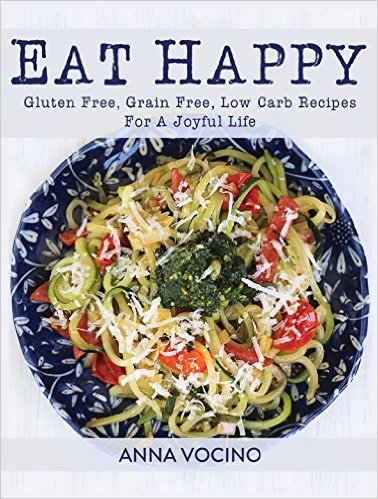 EAT HAPPY
Gluten Free, Grain Free, Low Carb Recipes
For A Joyful Life
ANNA VOCINO